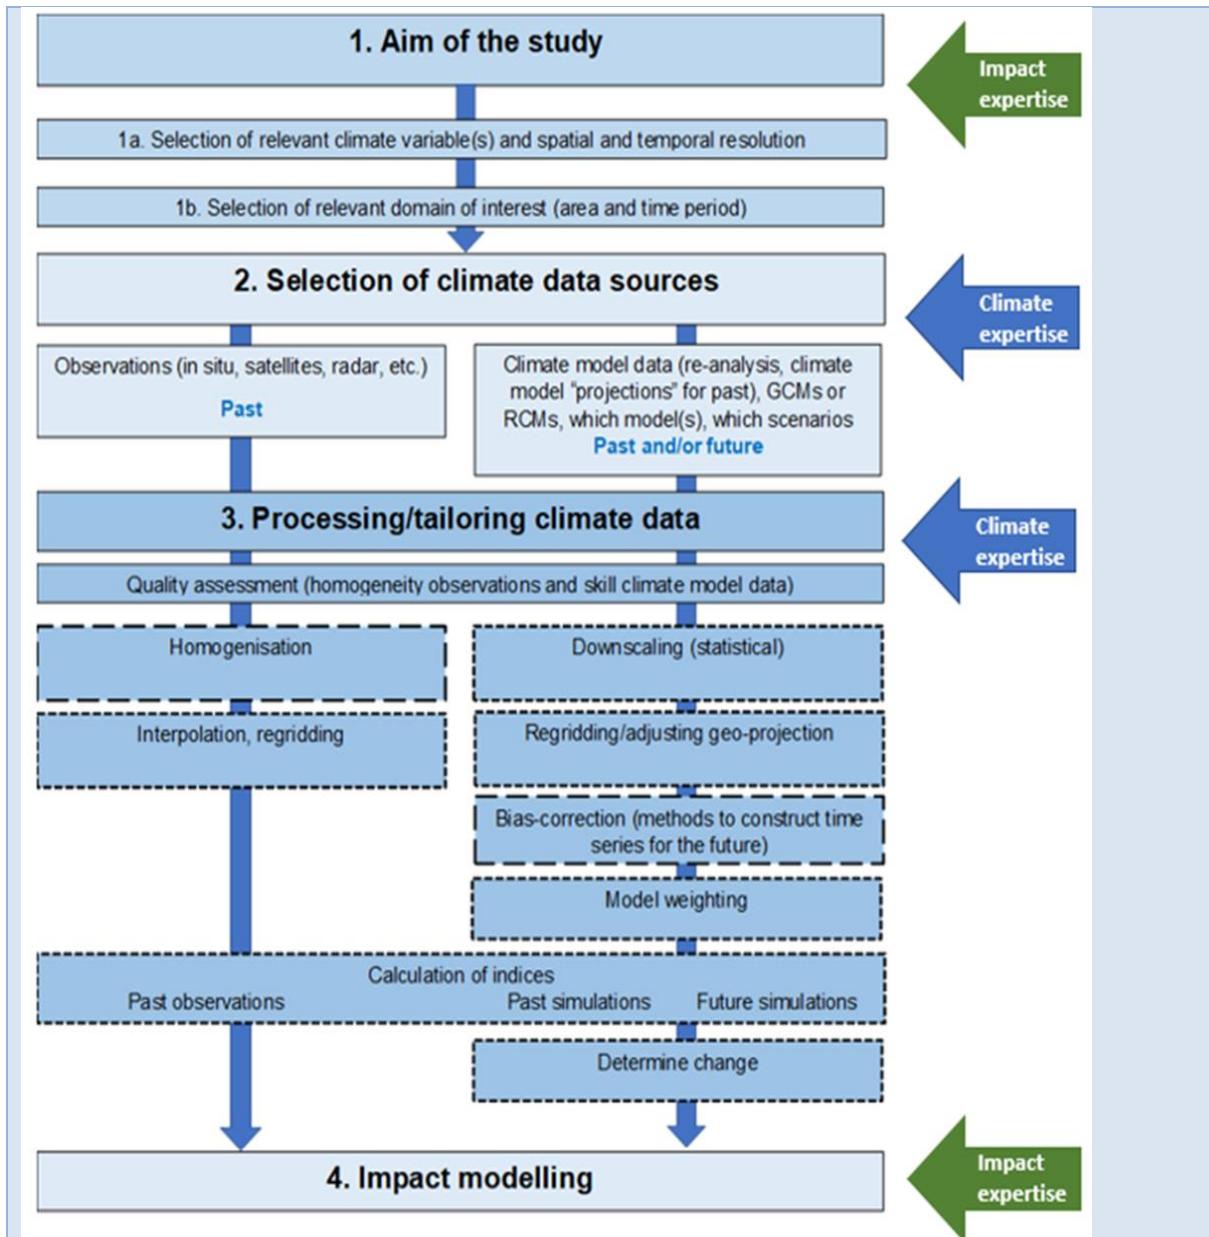 1. Aim of the study
Impact
expertise
1a. Selection of relevant climate variable(s) and spatial and temporal resolution
1b. Selection of relevant domain of interest (area and time period)
2. Selection of climate data sources
Climate
expertise
Observations (in situ, satellites, radar, etc.)
Past
Climate model data (re-analysis, climate
model “projections” for past), GCMs or
RCMs, which model(s), which scenarios
Past and/or future
3. Processing/tailoring climate data
Climate
expertise
Quality assessment (homogeneity observations and skill climate model data)
Homogenisation
Downscaling (statistical)
Interpolation, regridding
Regridding/adjusting geo-projection
Bias-correction (methods to construct time
series for the future)
Model weighting
Calculation of indices
Past observations
Past simulations
Future simulations
Determine change
4. Impact modelling
Impact
expertise